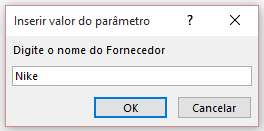 Inserir valor do parâmetro ? ×
Digite o nome do Fornecedor
Nike
OK Cancelar